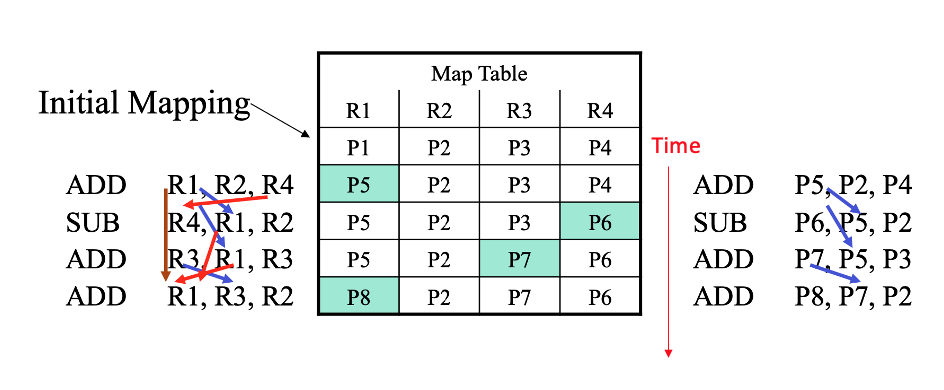 Map Table
Initial Mapping
R1 R2 R3 R4
P1 P2 P3 P4
Time
ADD R1, R2, R4
P5 P2 P3 P4
ADD P5, P2, P4
SUB R4, R1, R2
P5 P2 P3 P6
SUB P6, P5, P2
ADD R3, R1, R3
P5 P2 P7 P6
ADD P7, P5, P3
ADD R1, R3, R2
P8 P2 P7 P6
ADD P8, P7, P2